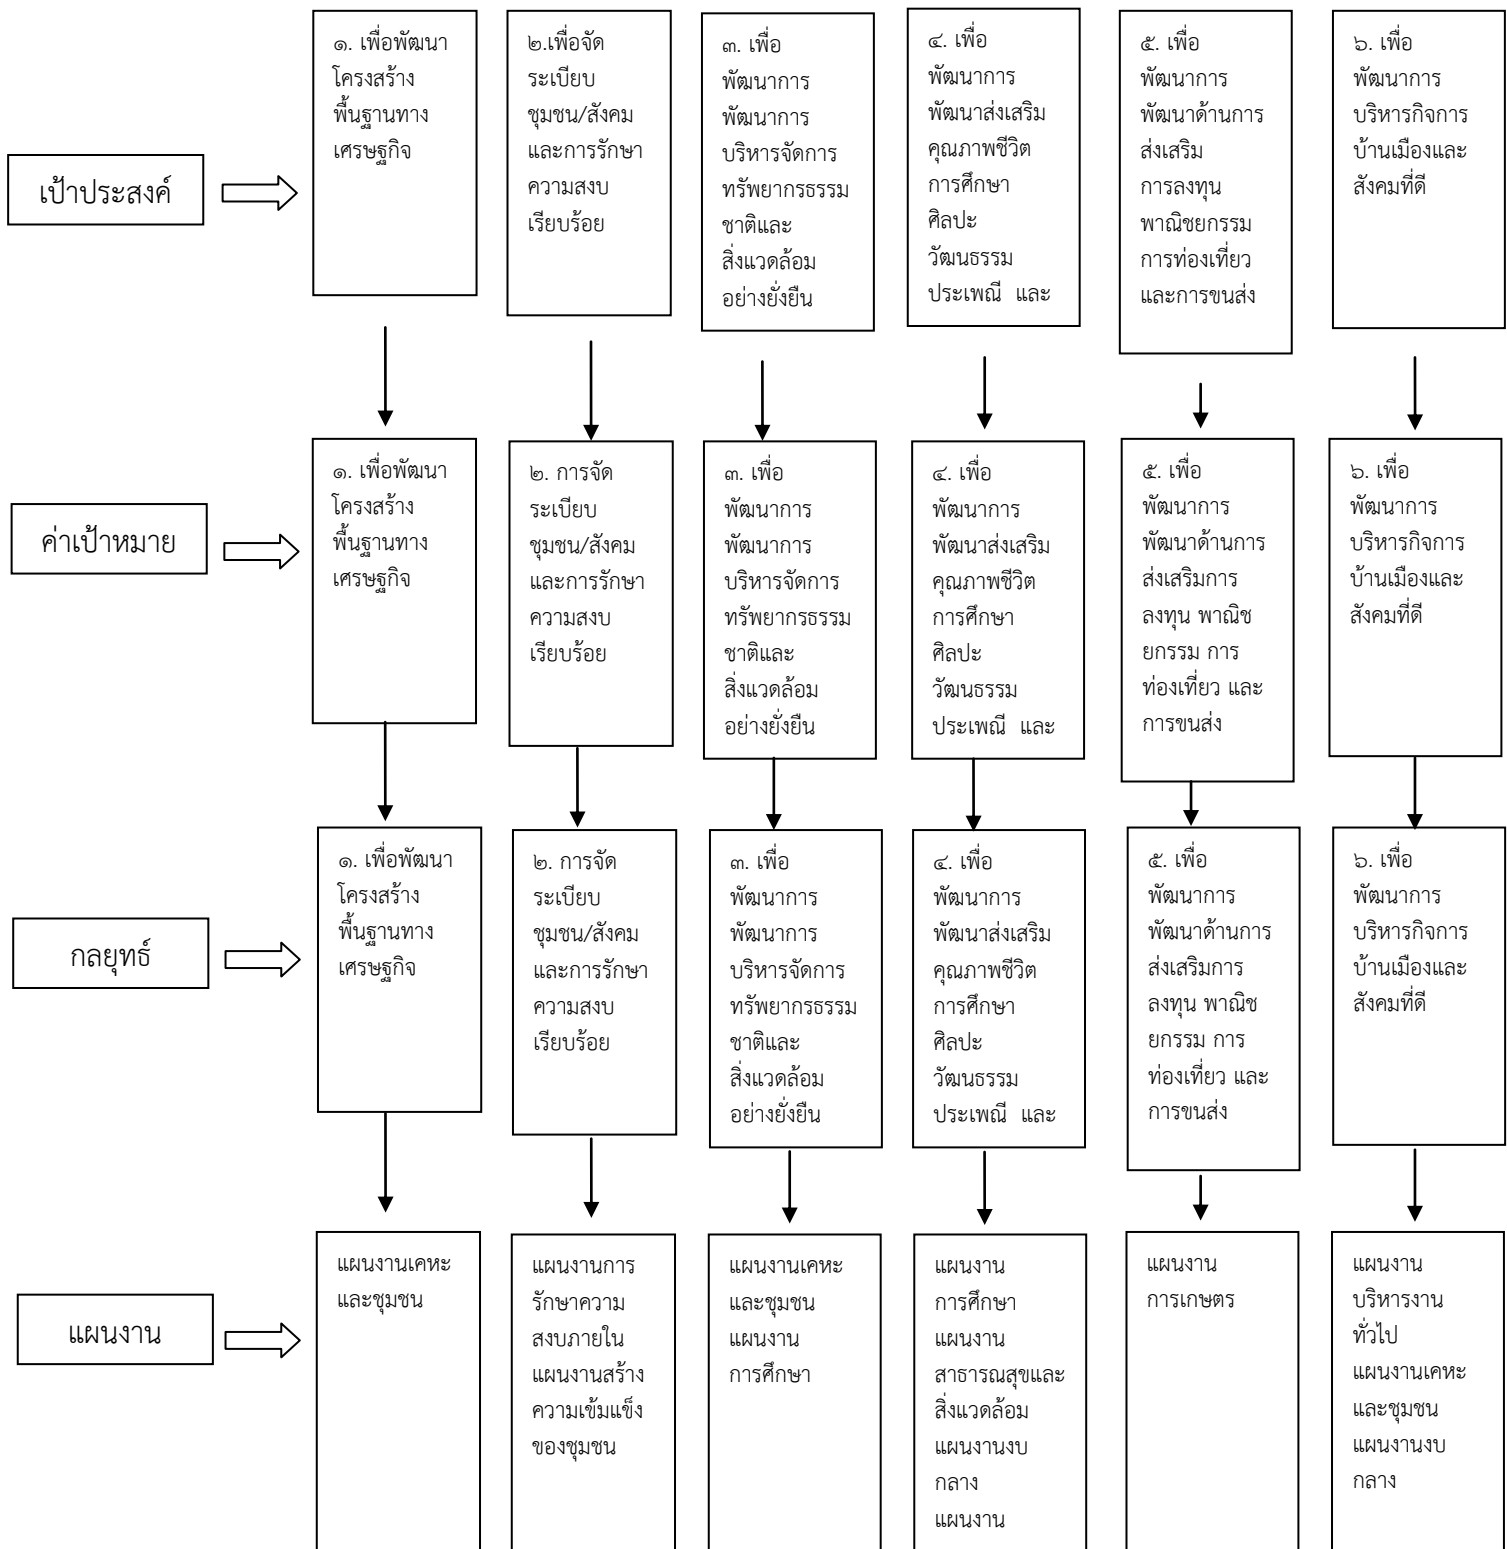 เป้าประสงค์
๑. เพื่อพัฒนา
โครงสร้าง
พื้นฐานทาง
เศรษฐกิจ
๒.เพื่อจัด
ระเบียบ
ชุมชน/สังคม
และการรักษา
ความสงบ
เรียบร้อย
๓. เพื่อ
พัฒนาการ
พัฒนาการ
บริหารจัดการ
ทรัพยากรธรรม
ชาติและ
สิ่งแวดล้อม
อย่างยั่งยืน
๔. เพื่อ
พัฒนาการ
พัฒนาส่งเสริม
คุณภาพชีวิต
การศึกษา
ศิลปะ
วัฒนธรรม
ประเพณี และ
๕. เพื่อ
พัฒนาการ
พัฒนาด้านการ
ส่งเสริม
การลงทุน
พาณิชยกรรม
การท่องเที่ยว
และการขนส่ง
๖. เพื่อ
พัฒนาการ
บริหารกิจการ
บ้านเมืองและ
สังคมที่ดี
ค่าเป้าหมาย
๑. เพื่อพัฒนา
โครงสร้าง
พื้นฐานทาง
เศรษฐกิจ
๒. การจัด
ระเบียบ
ชุมชน/สังคม
และการรักษา
ความสงบ
เรียบร้อย
๓. เพื่อ
พัฒนาการ
พัฒนาการ
บริหารจัดการ
ทรัพยากรธรรม
ชาติและ
สิ่งแวดล้อม
อย่างยั่งยืน
๔. เพื่อ
พัฒนาการ
พัฒนาส่งเสริม
คุณภาพชีวิต
การศึกษา
ศิลปะ
วัฒนธรรม
ประเพณี และ
๕. เพื่อ
พัฒนาการ
พัฒนาด้านการ
ส่งเสริมการ
ลงทุน พาณิช
ยกรรม การ
ท่องเที่ยว และ
การขนส่ง
๖. เพื่อ
พัฒนาการ
บริหารกิจการ
บ้านเมืองและ
สังคมที่ดี
กลยุทธ์
๑. เพื่อพัฒนา
โครงสร้าง
พื้นฐานทาง
เศรษฐกิจ
๒. การจัด
ระเบียบ
ชุมชน/สังคม
และการรักษา
ความสงบ
เรียบร้อย
๓. เพื่อ
พัฒนาการ
พัฒนาการ
บริหารจัดการ
ทรัพยากรธรรม
ชาติและ
สิ่งแวดล้อม
อย่างยั่งยืน
๔. เพื่อ
พัฒนาการ
พัฒนาส่งเสริม
คุณภาพชีวิต
การศึกษา
ศิลปะ
วัฒนธรรม
ประเพณี และ
๕. เพื่อ
พัฒนาการ
พัฒนาด้านการ
ส่งเสริมการ
ลงทุน พาณิช
ยกรรม การ
ท่องเที่ยว และ
การขนส่ง
๖. เพื่อ
พัฒนาการ
บริหารกิจการ
บ้านเมืองและ
สังคมที่ดี
แผนงาน
แผนงานเคหะ
และชุมชน
แผนงานการ
รักษาความ
สงบภายใน
แผนงานสร้าง
ความเข้มแข็ง
ของชุมชน
แผนงานเคหะ
และชุมชน
แผนงาน
การศึกษา
แผนงาน
การศึกษา
แผนงาน
สาธารณสุขและ
สิ่งแวดล้อม
แผนงานงบ
กลาง
แผนงาน
แผนงาน
การเกษตร
แผนงาน
บริหารงาน
ทั่วไป
แผนงานเคหะ
และชุมชน
แผนงานงบ
กลาง